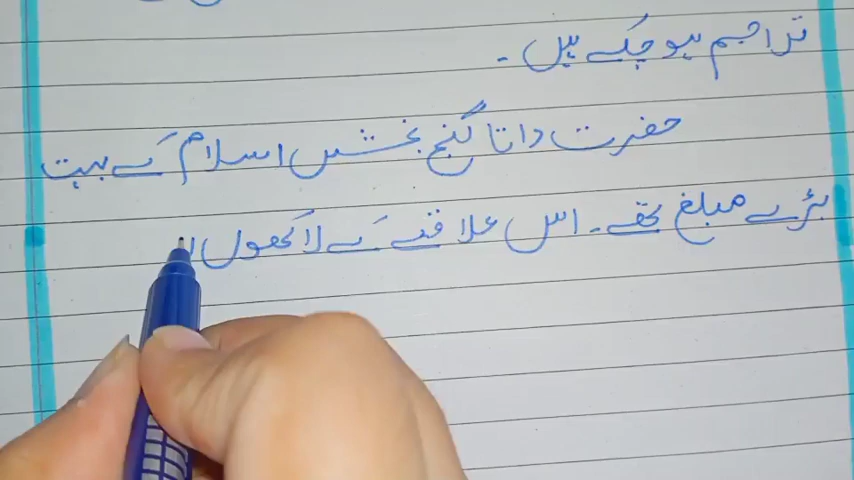 تراجم ہو چکے ہیں۔
حضرت داتا گنج بخش اسلام کے بہت
بڑے مبلغ تھے۔ اس علاقے کے لاکھوں ا